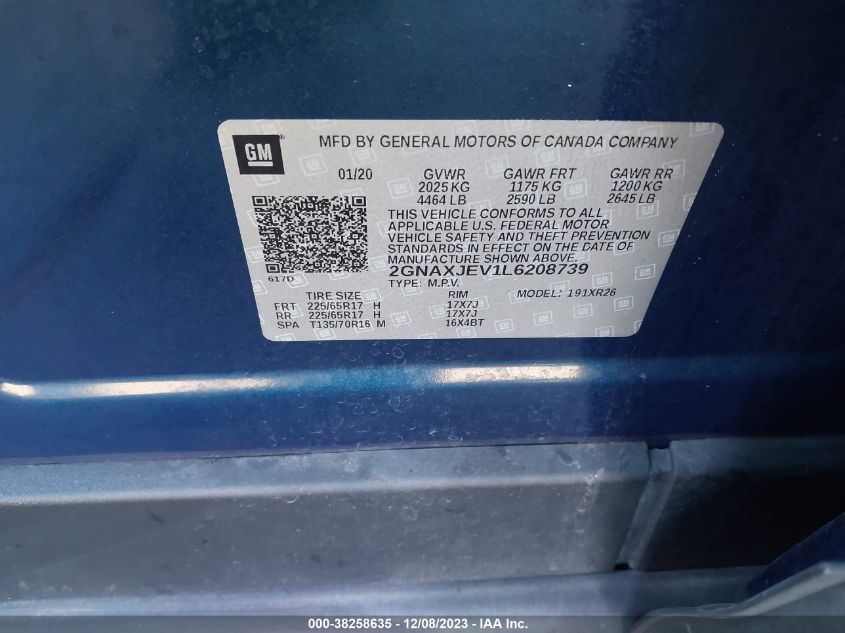 GM
MFD BY GENERAL MOTORS OF CANADA COMPANY
01/20 GVWR GAWR FRT GAWR RR
2025 KG 1175 KG 1200 KG
4464 LB 2590 LB 2645 LB
THIS VEHICLE CONFORMS TO ALL
APPLICABLE U.S. FEDERAL MOTOR
VEHICLE SAFETY AND THEFT PREVENTION
STANDARDS IN EFFECT ON THE DATE OF
MANUFACTURE SHOWN ABOVE.
617D 2GNAXJEV1L6208739
TYPE: M.P.V.
TIRE SIZE RIM MODEL: 191XR26
FRT 225/65R17 H 17X7J
RR 225/65R17 H 17X7J
SPA T135/70R16 M 16X4BT
000-38258635 - 12/08/2023 - IAA Inc.